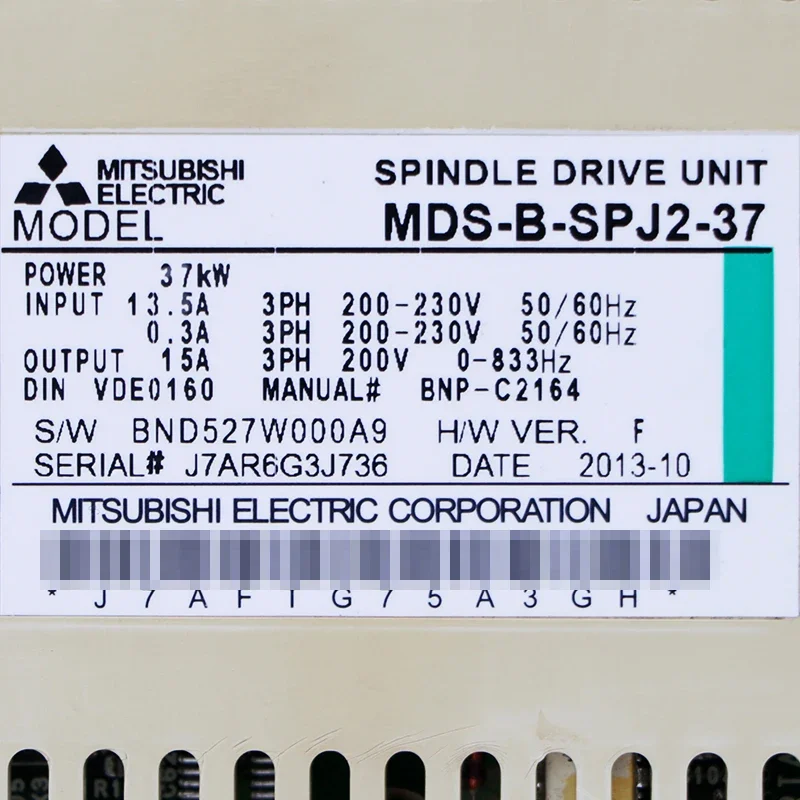 MITSUBISHI
ELECTRIC
SPINDLE DRIVE UNIT
MODEL MDS-B-SPJ2-37
POWER 37kW
INPUT 13.5A 3PH 200-230V 50/60Hz
0.3A 3PH 200-230V 50/60Hz
OUTPUT 15A 3PH 200V 0-833Hz
DIN VDE0160 MANUAL# BNP-C2164
S/W BND527W000A9 H/W VER. F
SERIAL# J7AR6G3J736 DATE 2013-10
MITSUBISHI ELECTRIC CORPORATION JAPAN
* J 7 A F 1 G 7 5 A 3 G H *